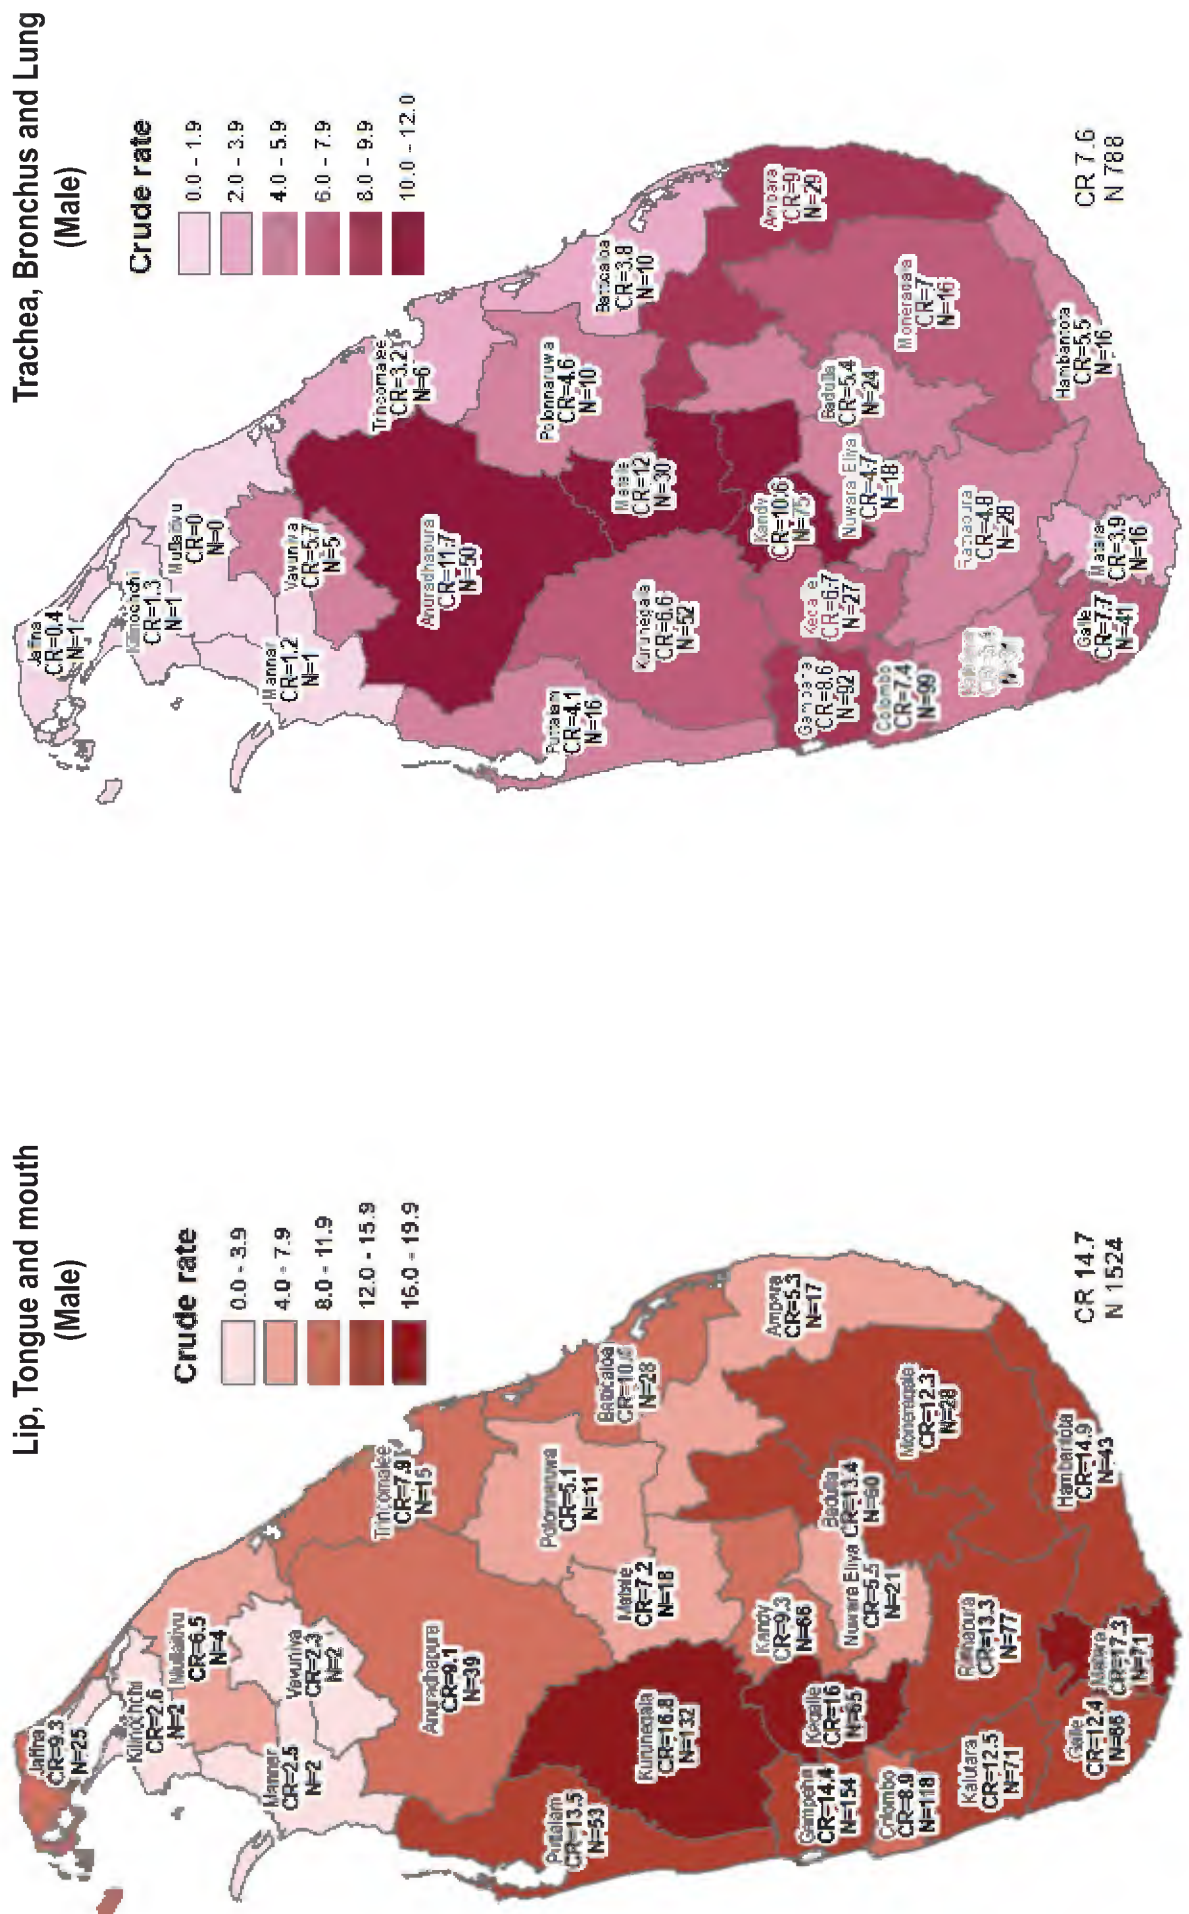 Trachea, Bronchus and Lung
(Male)
Crude rate
0.0 - 1.9
2.0 - 3.9
4.0 - 5.9
6.0 - 7.9
8.0 - 9.9
10.0 - 12.0
Jaffna
CR=0.4
N=1
Kilinochchi
CR=1.3
N=1
Mullaitivu
CR=0
N=0
Mannar
CR=1.2
N=1
Vavuniya
CR=5.7
N=5
Anuradhapura
CR=11.7
N=50
Trincomalee
CR=3.2
N=6
Puttalam
CR=4.1
N=16
Polonnaruwa
CR=4.6
N=10
Batticaloa
CR=3.8
N=10
Kurunegala
CR=6.6
N=52
Matale
CR=12
N=30
Kandy
CR=10.6
N=75
Ampara
CR=9
N=29
Gampaha
CR=8.6
N=92
Kegalle
CR=6.7
N=27
Nuwara Eliya
CR=4.7
N=18
Badulla
CR=5.4
N=24
Moneragala
CR=7
N=16
Colombo
CR=7.4
N=99
Ratnapura
CR=4.8
N=28
Galle
CR=7.7
N=41
Matara
CR=3.9
N=16
Hambantota
CR=5.5
N=16
CR 7.6
N 788
Lip, Tongue and mouth
(Male)
Crude rate
0.0 - 3.9
4.0 - 7.9
8.0 - 11.9
12.0 - 15.9
16.0 - 19.9
Jaffna
CR=9.3
N=25
Kilinochchi
CR=2.6
N=2
Mullaitivu
CR=6.5
N=4
Mannar
CR=2.5
N=2
Vavuniya
CR=2.3
N=2
Anuradhapura
CR=9.1
N=39
Trincomalee
CR=7.9
N=15
Puttalam
CR=13.5
N=53
Polonnaruwa
CR=5.1
N=11
Batticaloa
N=28
Kurunegala
CR=16.8
N=132
Matale
CR=7.2
N=18
Kandy
CR=9.3
N=66
Ampara
CR=5.3
N=17
Gampaha
CR=14.4
N=154
Kegalle
CR=16
N=65
Nuwara Eliya
CR=5.5
N=21
Badulla
CR=13.4
N=60
Moneragala
CR=12.3
N=28
Colombo
CR=8.9
N=118
Kalutara
CR=12.5
N=71
Ratnapura
CR=13.3
N=77
Galle
CR=12.4
N=66
Matara
CR=17.3
N=71
Hambantota
CR=14.9
N=43
CR 14.7
N 1524